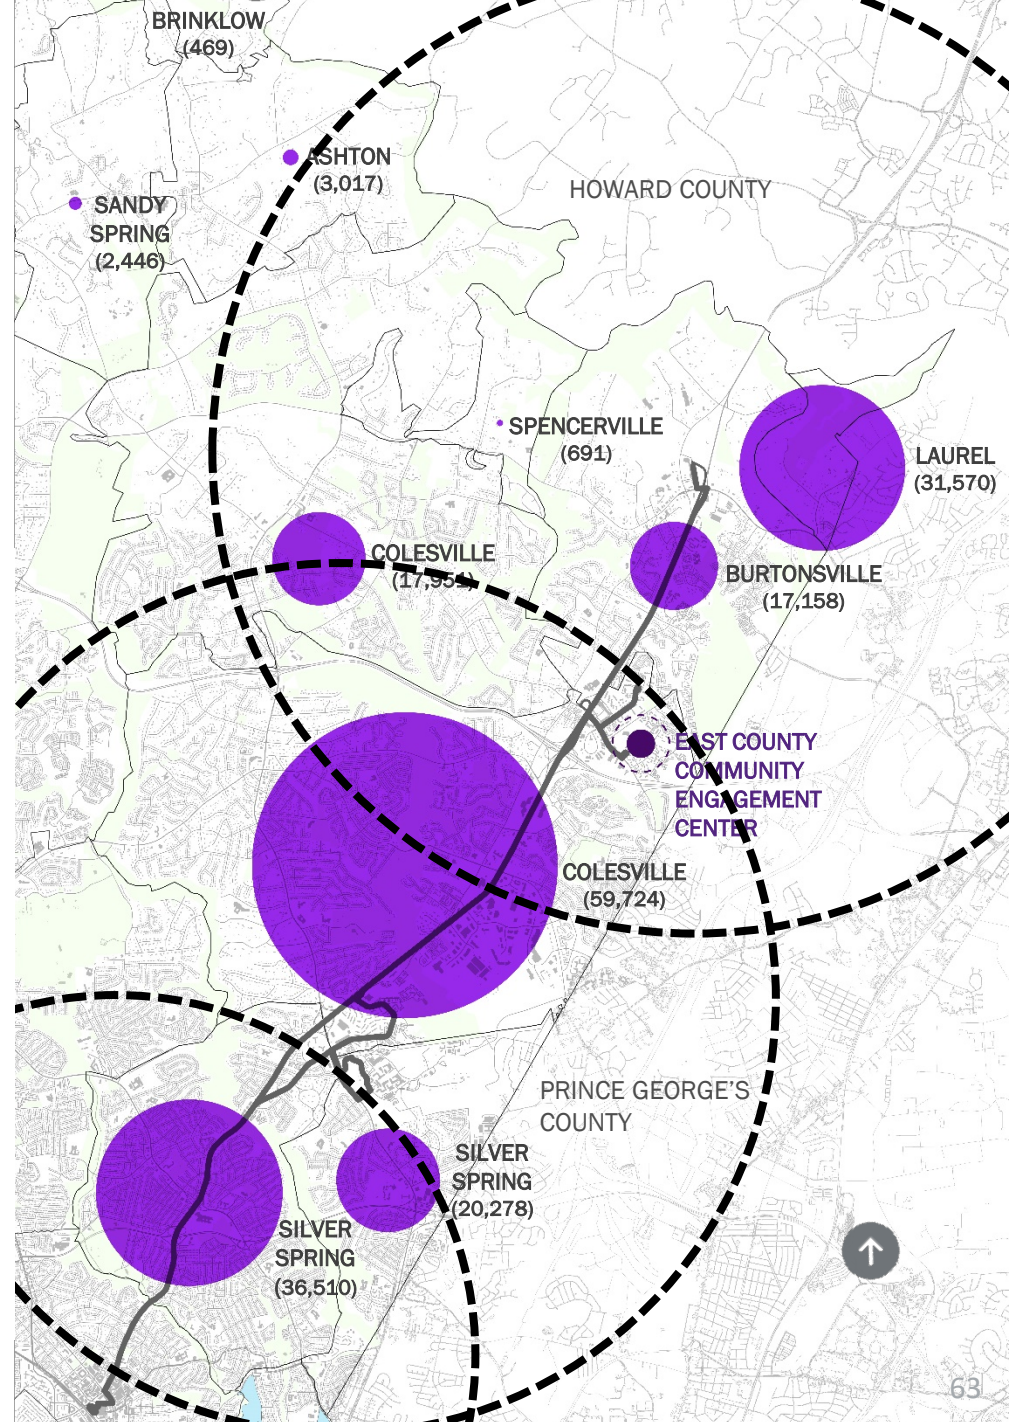 BRINKLOW
(469)
ASHTON
(3,017)
SANDY
SPRING
(2,446)
HOWARD COUNTY
SPENCERVILLE
(691)
LAUREL
(31,570)
COLESVILLE
(17,951)
BURTONSVILLE
(17,158)
EAST COUNTY
COMMUNITY
ENGAGEMENT
CENTER
COLESVILLE
(59,724)
PRINCE GEORGE'S
COUNTY
SILVER
SPRING
(20,278)
SILVER
SPRING
(36,510)
63